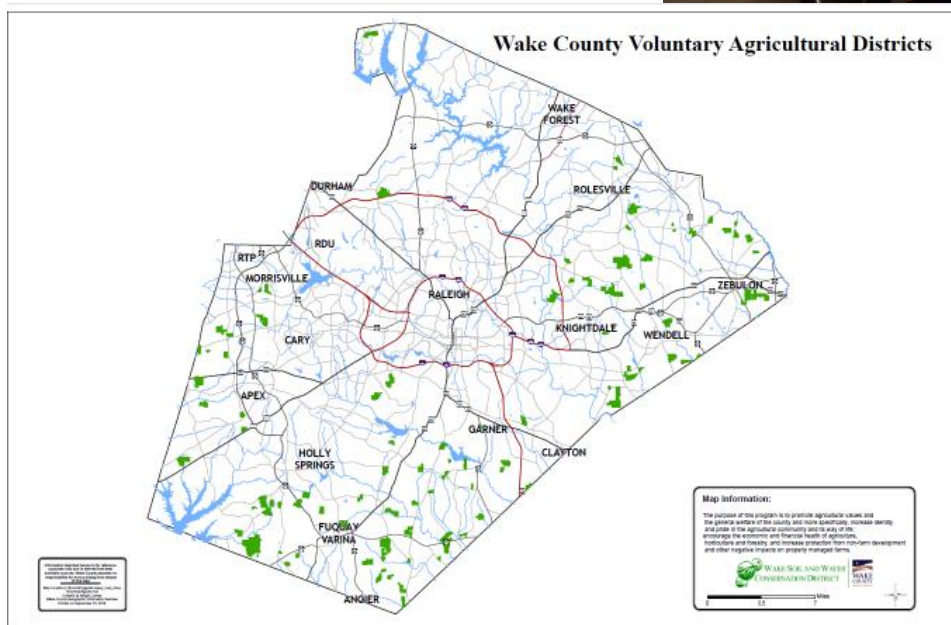 Wake County Voluntary Agricultural Districts
WAKE
FOREST
DURHAM
ROLESVILLE
RDU
RTP
MORRISVILLE
RALEIGH
ZEBULON
KNIGHTDALE
WENDELL
CARY
APEX
GARNER
CLAYTON
HOLLY
SPRINGS
FUQUAY
VARINA
ANGIER
Map Information:
The purpose of this program is to promote agricultural values and
the general welfare of the county and more specifically, increase identity
and pride in the agricultural community and its way of life;
encourage the economic and financial health of agriculture,
horticulture and forestry; and increase protection from non-farm development
and other negative impacts on properly managed farms.
WAKE SOIL AND WATER
CONSERVATION DISTRICT
WAKE
COUNTY
0 3.5 7 Miles